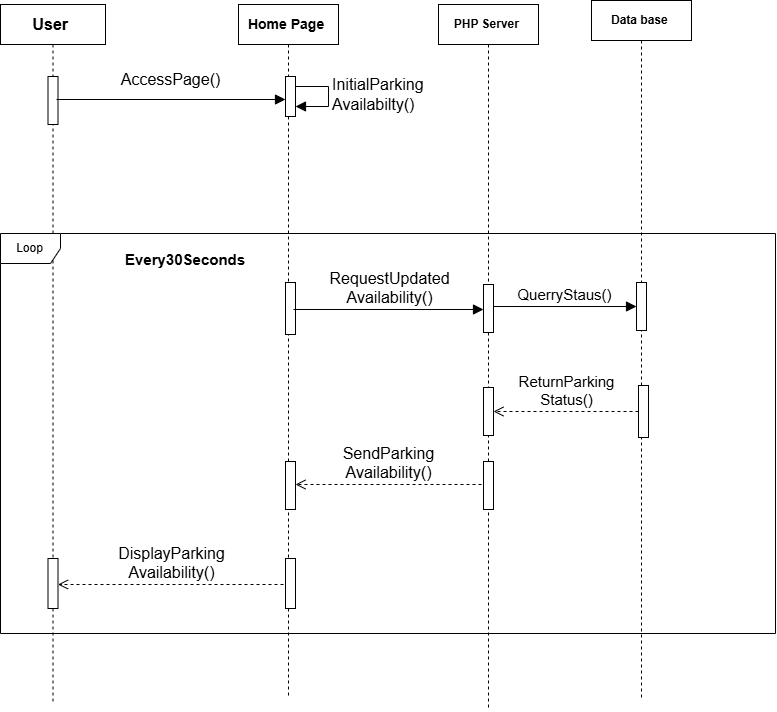 User
Home Page
PHP Server
Data base
AccessPage()
InitialParking
Availabilty()
Loop
Every30Seconds
RequestUpdated
Availability()
QuerryStaus()
ReturnParking
Status()
SendParking
Availability()
DisplayParking
Availability()